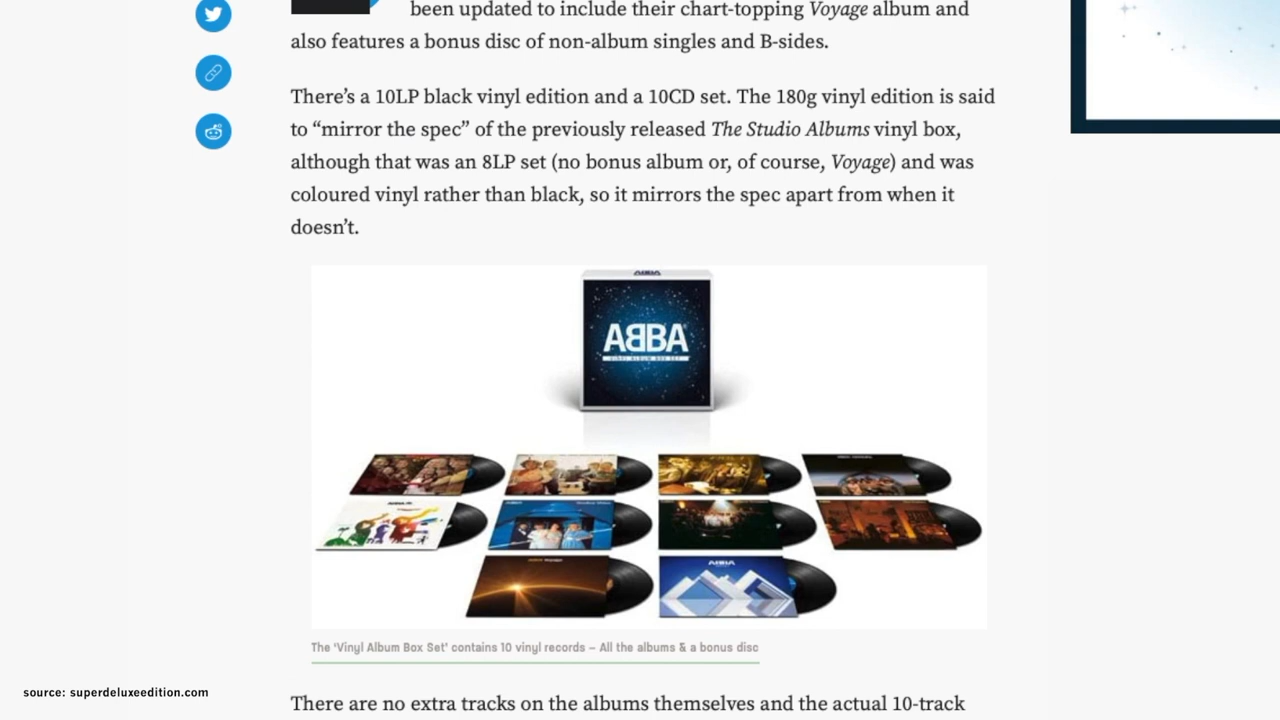 been updated to include their chart-topping Voyage album and
also features a bonus disc of non-album singles and B-sides.
There’s a 10LP black vinyl edition and a 10CD set. The 180g vinyl edition is said
to “mirror the spec” of the previously released The Studio Albums vinyl box,
although that was an 8LP set (no bonus album or, of course, Voyage) and was
coloured vinyl rather than black, so it mirrors the spec apart from when it
doesn’t.
ABBA
ABBA
VINYL ALBUM BOX SET
ABBA
The ‘Vinyl Album Box Set’ contains 10 vinyl records – All the albums & a bonus disc
source: superdeluxeedition.com
There are no extra tracks on the albums themselves and the actual 10-track